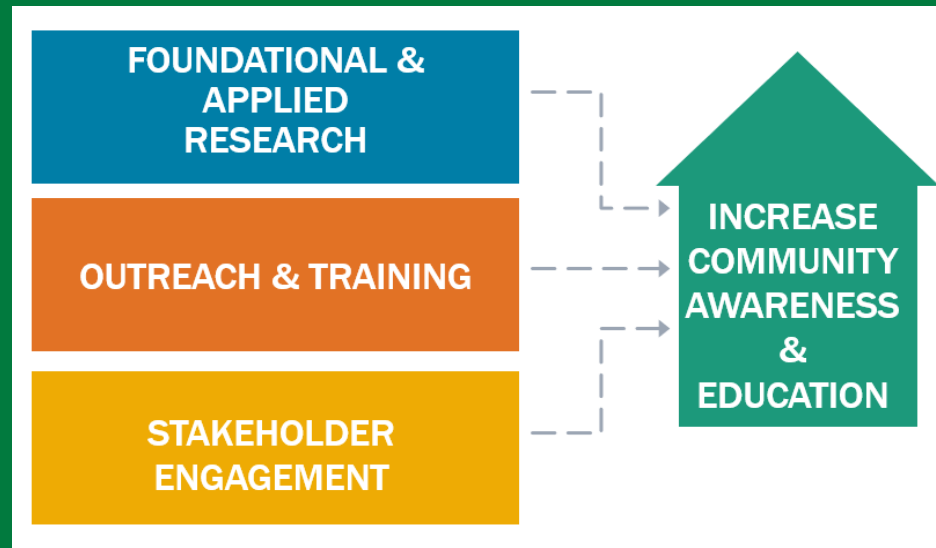 FOUNDATIONAL &
APPLIED
RESEARCH
OUTREACH & TRAINING
STAKEHOLDER
ENGAGEMENT
INCREASE
COMMUNITY
AWARENESS
&
EDUCATION